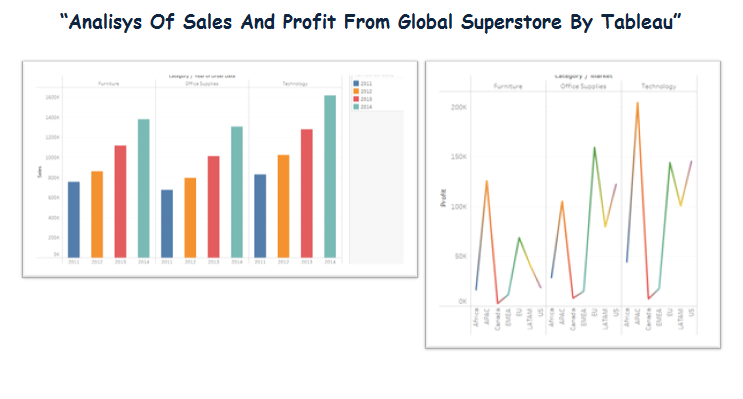 “Analisys Of Sales And Profit From Global Superstore By Tableau”
Category / Year of Order Date
Furniture Office Supplies Technology
2011
2012
2013
2014
Sales
1600K
1400K
1200K
1000K
800K
600K
400K
200K
0K
2011 2012 2013 2014 2011 2012 2013 2014 2011 2012 2013 2014
Category / Market
Furniture Office Supplies Technology
Profit
200K
150K
100K
50K
0K
Africa APAC Canada EMEA EU LATAM US Africa APAC Canada EMEA EU LATAM US Africa APAC Canada EMEA EU LATAM US